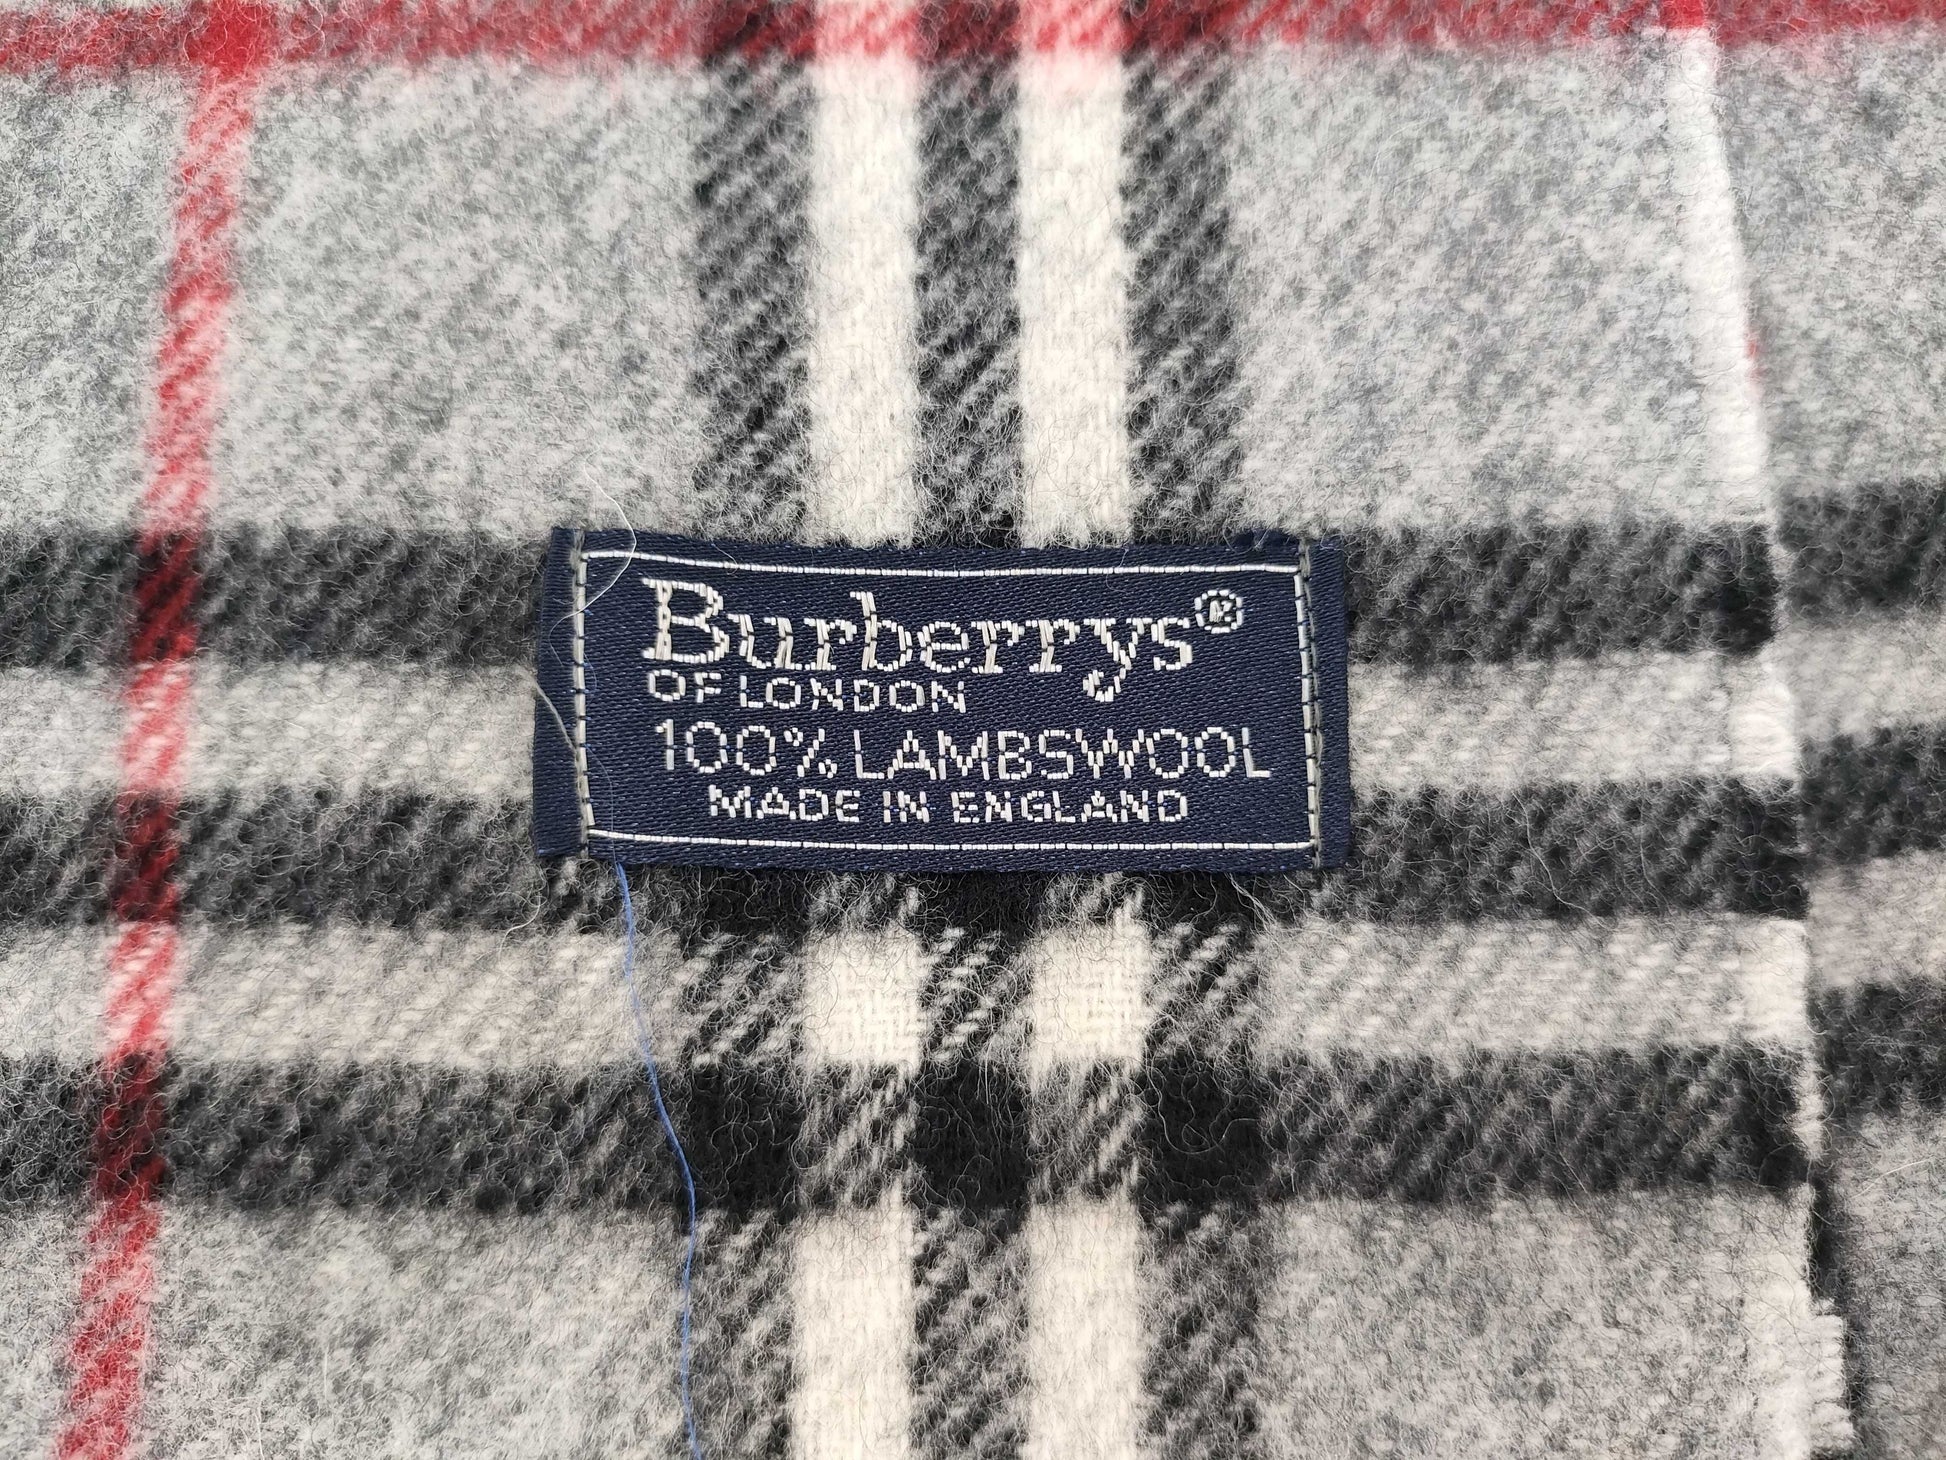 Burberrys®
OF LONDON
100% LAMBSWOOL
MADE IN ENGLAND